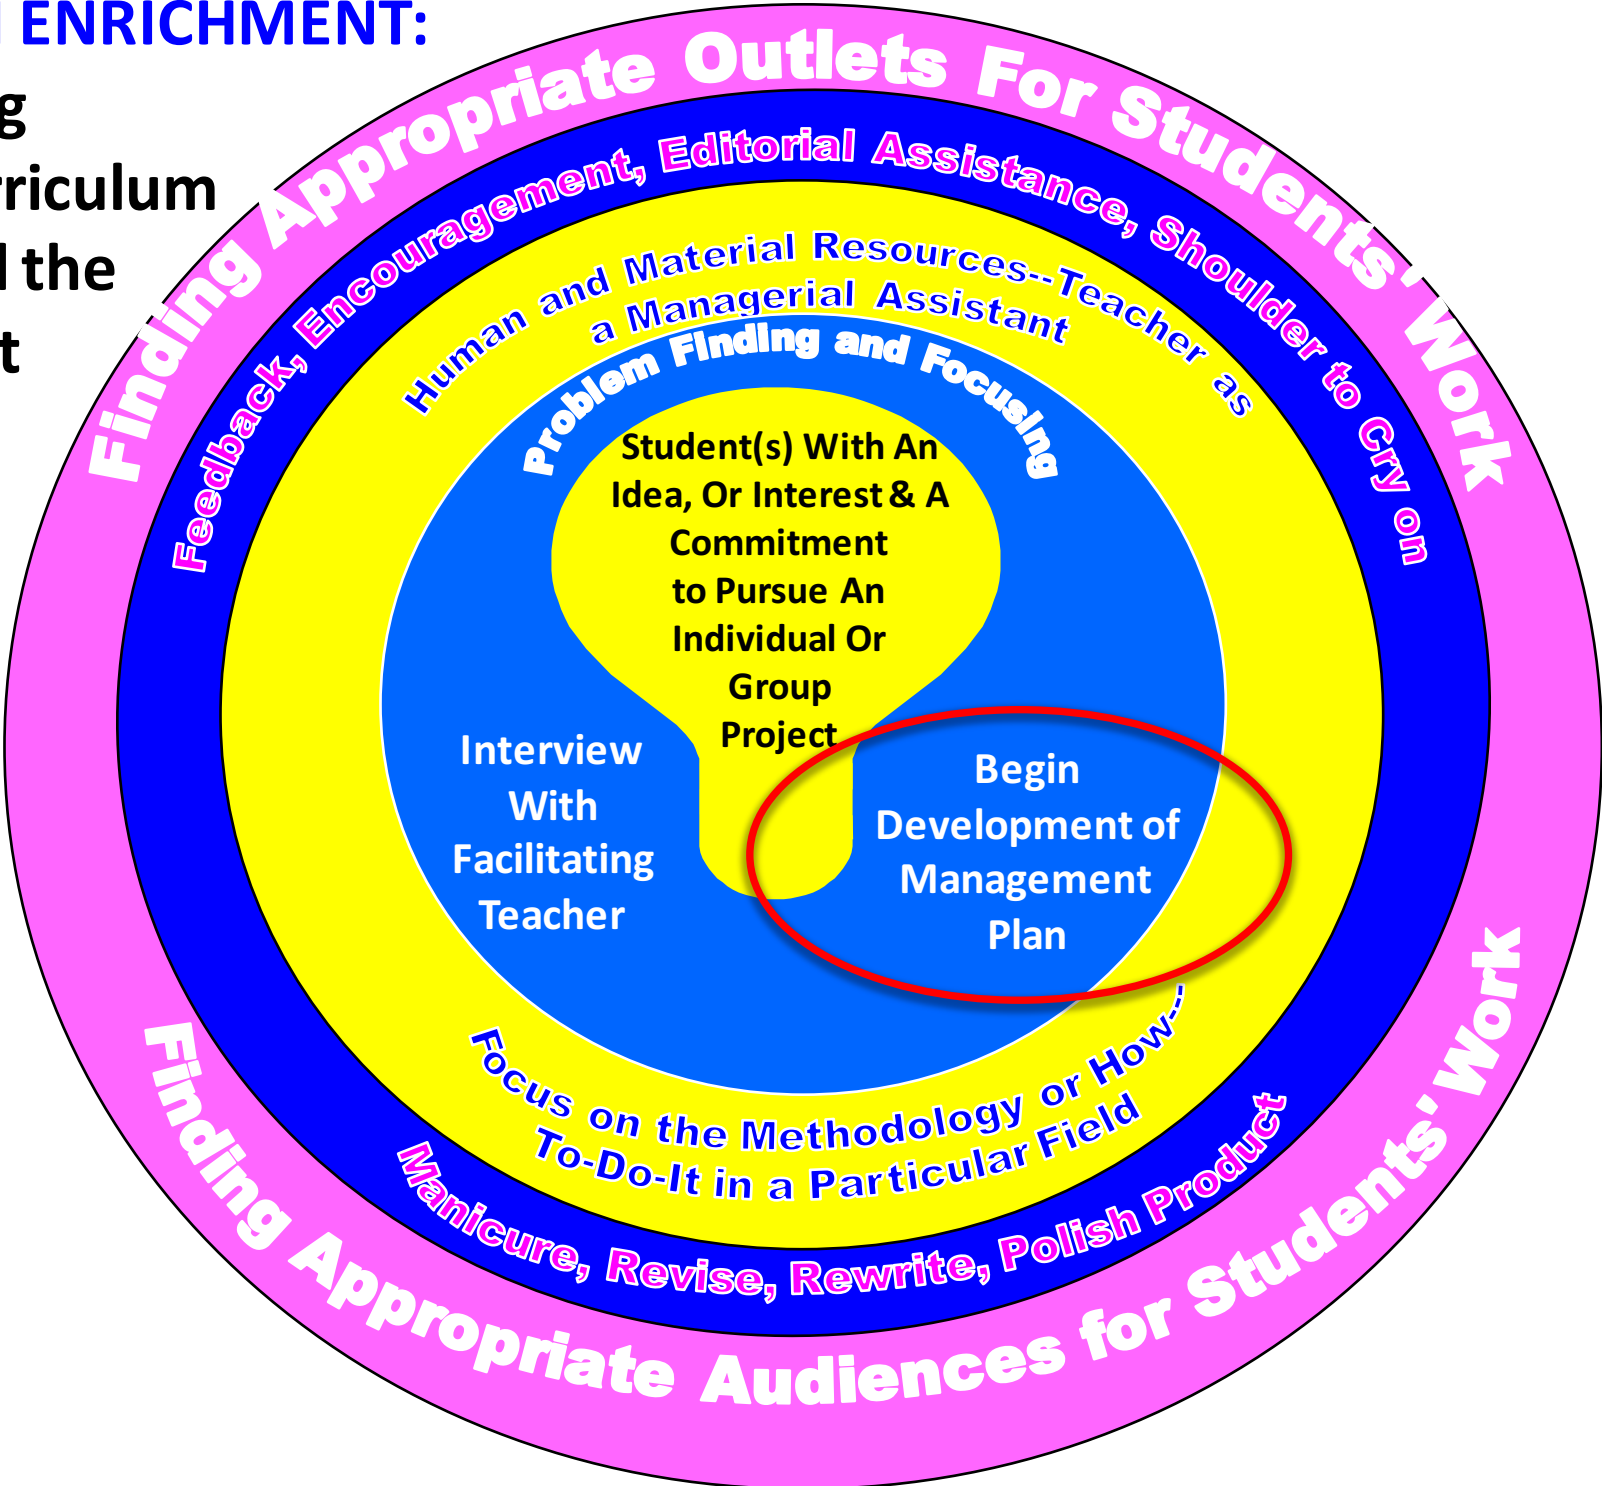 ENRICHMENT:
g
rriculum
the
t
Finding Appropriate Outlets For Students' Work
Feedback, Encouragement, Editorial Assistance, Shoulder to Cry on
Human and Material Resources--Teacher as
a Managerial Assistant
Problem Finding and Focusing
Student(s) With An
Idea, Or Interest & A
Commitment
to Pursue An
Individual Or
Group
Project
Interview
With
Facilitating
Teacher
Begin
Development of
Management
Plan
Focus on the Methodology or How---
To-Do-It in a Particular Field
Manicure, Revise, Rewrite, Polish Product
Finding Appropriate Audiences for Students' Work